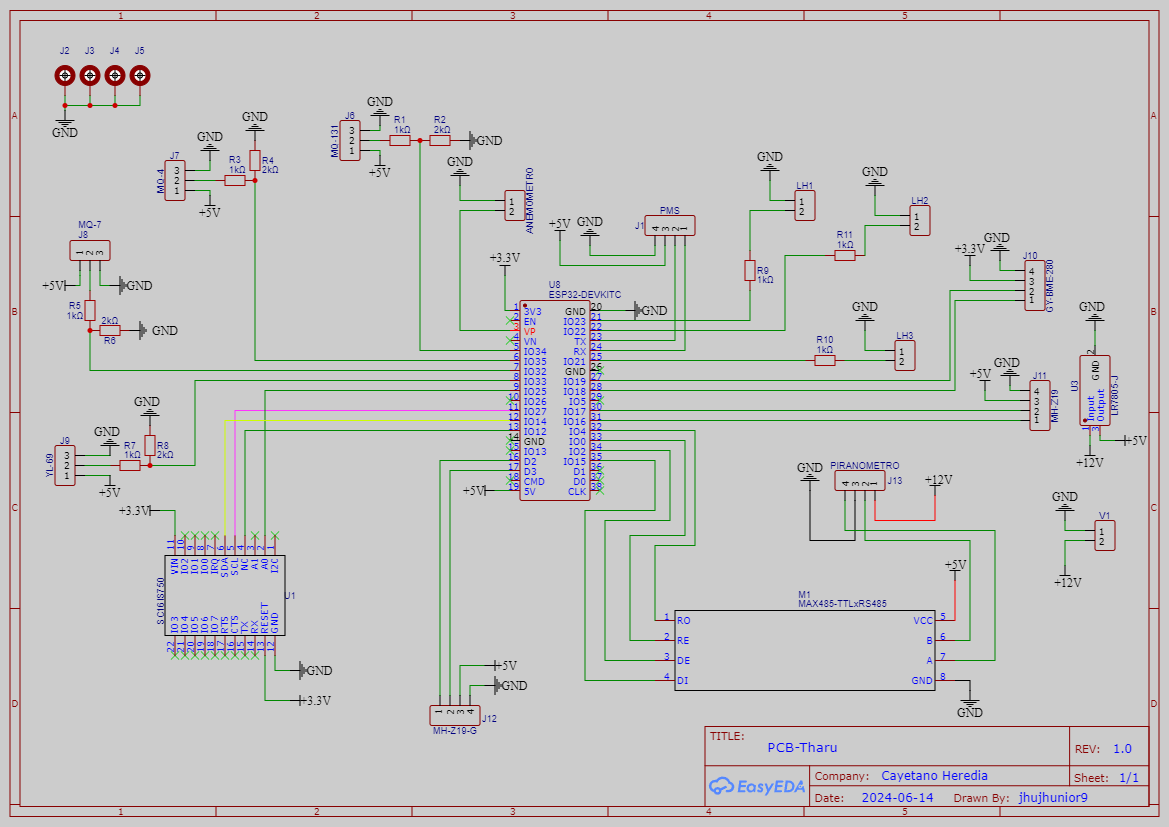 1 2 3 4 5
A A
B B
C C
D D
J2 J3 J4 J5
GND
J7
MQ-4
3
2
1
GND
+5V
R3
1kΩ
GND
R4
2kΩ
J6
MQ-131
3
2
1
GND
+5V
R1
1kΩ
R2
2kΩ
GND
GND
ANEMOMETRO
1
2
MQ-7
J8
1 2 3
+5V
GND
R5
1kΩ
2kΩ
R6
GND
+5V
GND
PMS
J1
4 3 2 1
GND
LH1
1
2
R9
1kΩ
GND
LH2
1
2
R11
1kΩ
GND
LH3
1
2
R10
1kΩ
+3.3V
GND
J10
4
3
2
1
GY-BME-280
+5V
GND
J11
4
3
2
1
MH-Z19
GND
2
GND
U3
LR7805-J
Input
Output
1 3
+5V
+12V
+3.3V
U8
ESP32-DEVKITC
1 3V3 GND 20
2 EN IO23 21
3 VP IO22 22
4 VN TX 23
5 IO34 RX 24
6 IO35 IO21 25
7 IO32 GND 26
8 IO33 IO19 27
9 IO25 IO18 28
10 IO26 IO5 29
11 IO27 IO17 30
12 IO14 IO16 31
13 IO12 IO4 32
14 GND IO0 33
15 IO13 IO2 34
16 D2 IO15 35
17 D3 D1 36
18 CMD D0 37
19 5V CLK 38
GND
+5V
J9
YL-69
3
2
1
GND
+5V
R7
1kΩ
GND
R8
2kΩ
+3.3V
11 10 9 8 7 6 5 4 3 2 1
VIN IO2 IO1 IO0 IRQ SDA SCL NC A1 A0 I2C
SC16IS750
U1
IO3 IO4 IO5 IO6 IO7 RTS CTS TX RX RESET GND
22 21 20 19 18 17 16 15 14 13 12
GND
+3.3V
+5V
GND
1 2 3 4
J12
MH-Z19-G
GND
PIRANOMETRO
J13
4 3 2 1
+12V
GND
V1
1
2
+12V
+5V
M1
MAX485-TTLxRS485
1 RO VCC 5
2 RE B 6
3 DE A 7
4 DI GND 8
GND
TITLE:
PCB-Tharu
REV: 1.0
EasyEDA
Company: Cayetano Heredia
Sheet: 1/1
Date: 2024-06-14 Drawn By: jhujhunior9
1 2 3 4 5